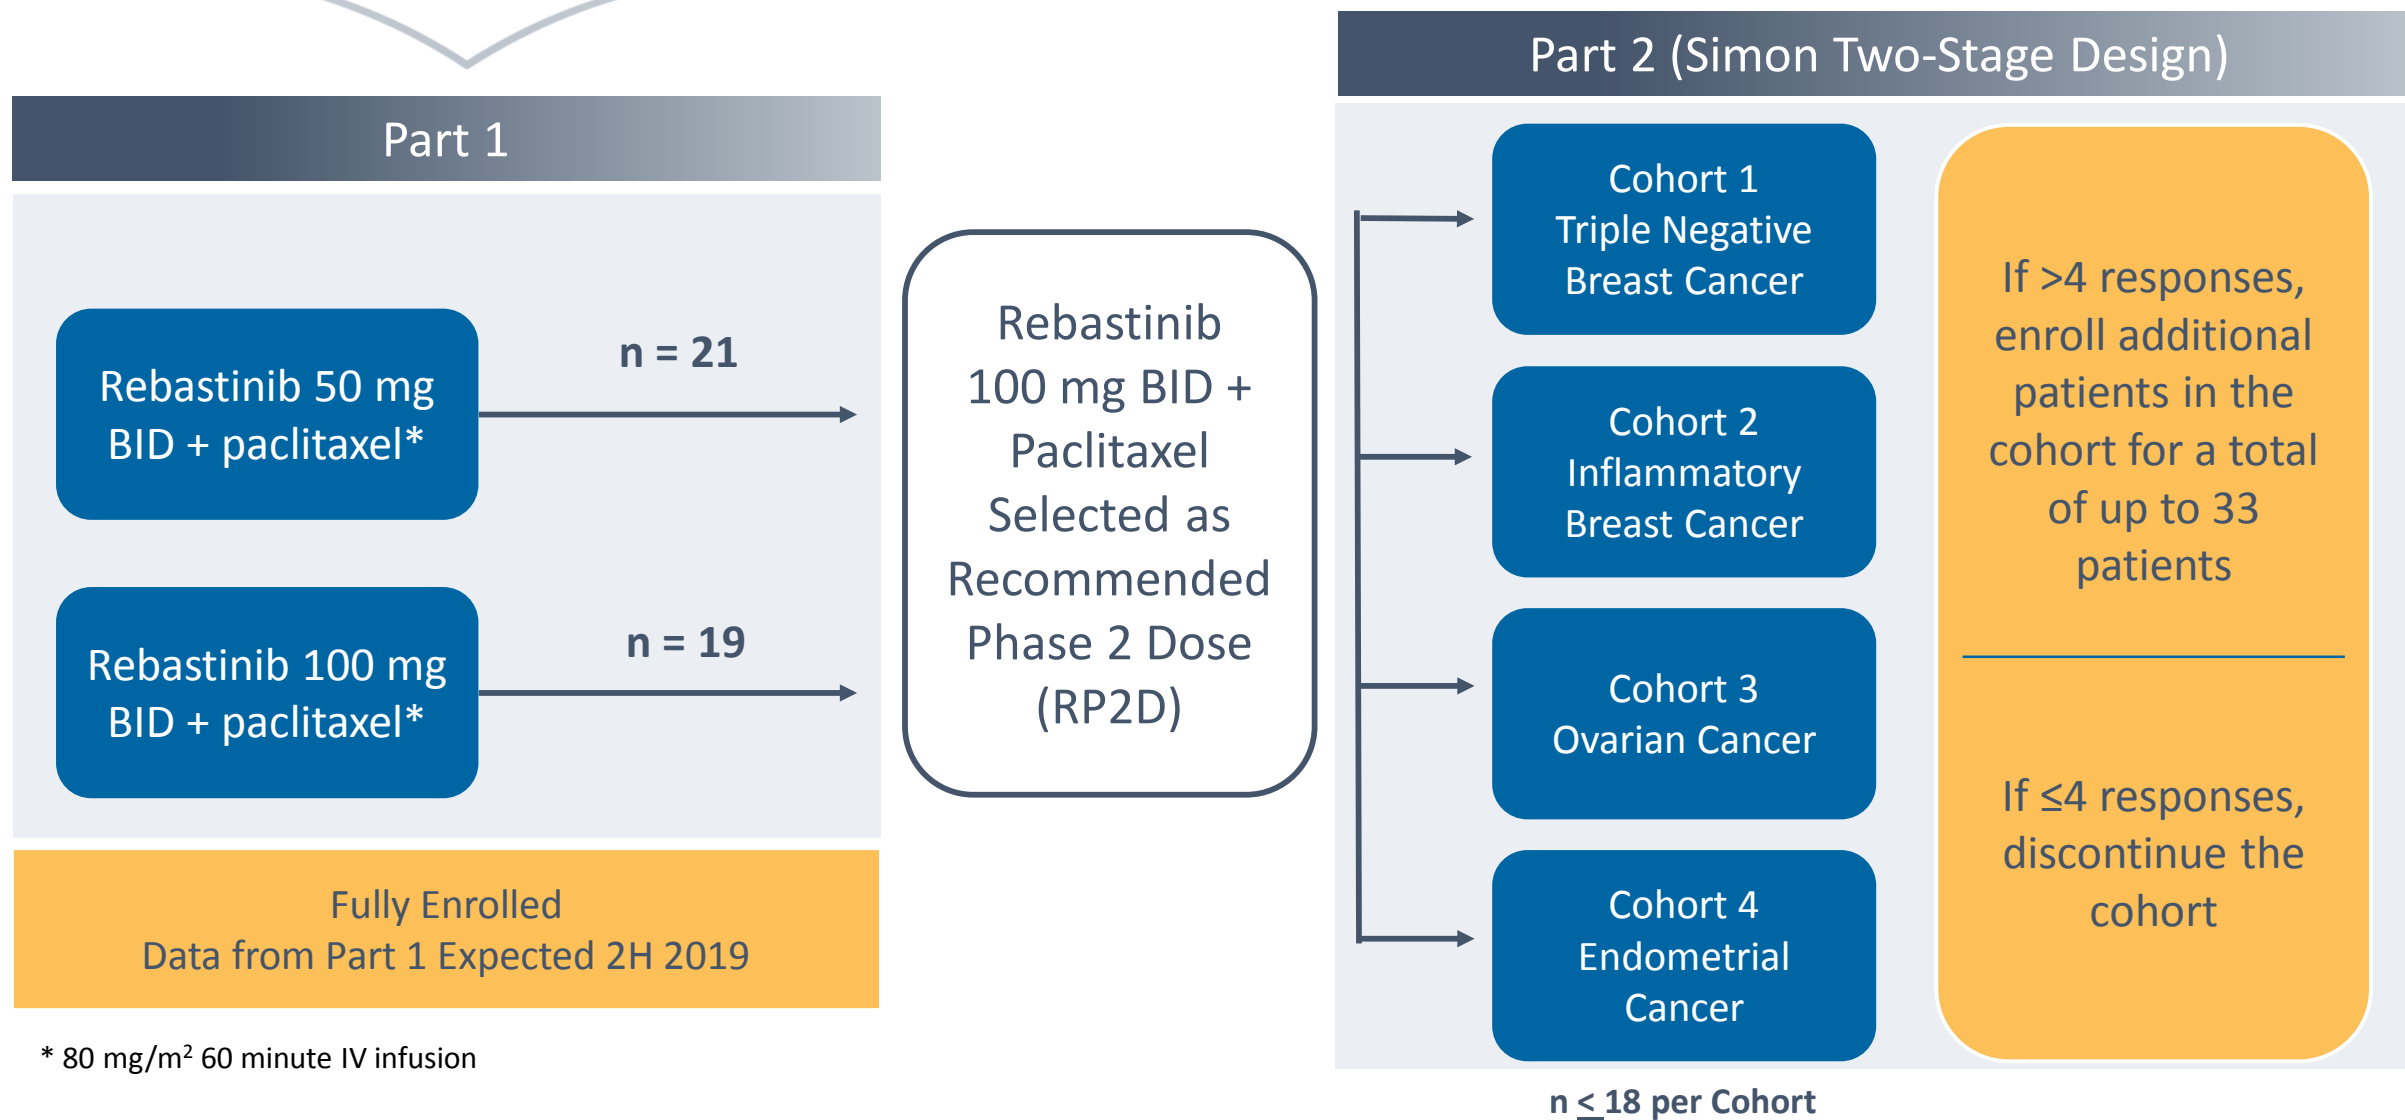 Part 1
Rebastinib 50 mg
BID + paclitaxel*
n = 21
Rebastinib 100 mg
BID + paclitaxel*
n = 19
Fully Enrolled
Data from Part 1 Expected 2H 2019
* 80 mg/m² 60 minute IV infusion
Rebastinib
100 mg BID +
Paclitaxel
Selected as
Recommended
Phase 2 Dose
(RP2D)
Part 2 (Simon Two-Stage Design)
Cohort 1
Triple Negative
Breast Cancer
Cohort 2
Inflammatory
Breast Cancer
Cohort 3
Ovarian Cancer
Cohort 4
Endometrial
Cancer
If >4 responses,
enroll additional
patients in the
cohort for a total
of up to 33
patients
If ≤4 responses,
discontinue the
cohort
n < 18 per Cohort